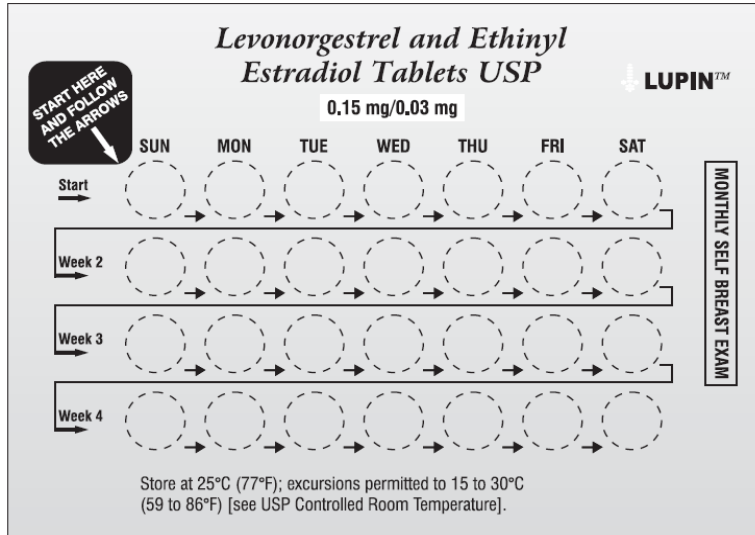 Levonorgestrel and Ethinyl
Estradiol Tablets USP
LUPIN™
0.15 mg/0.03 mg
START HERE
AND FOLLOW
THE ARROWS
SUN MON TUE WED THU FRI SAT
Start
Week 2
Week 3
Week 4
MONTHLY SELF BREAST EXAM
Store at 25°C (77°F); excursions permitted to 15 to 30°C
(59 to 86°F) [see USP Controlled Room Temperature].